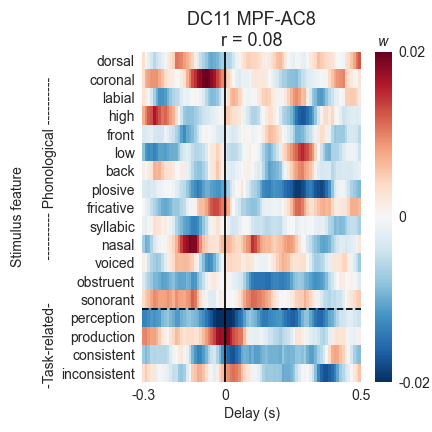 DC11 MPF-AC8
r = 0.08
w
Stimulus feature
---------- Phonological ----------
-Task-related-
dorsal
coronal
labial
high
front
low
back
plosive
fricative
syllabic
nasal
voiced
obstruent
sonorant
perception
production
consistent
inconsistent
0.02
0
-0.02
-0.3 0 0.5
Delay (s)